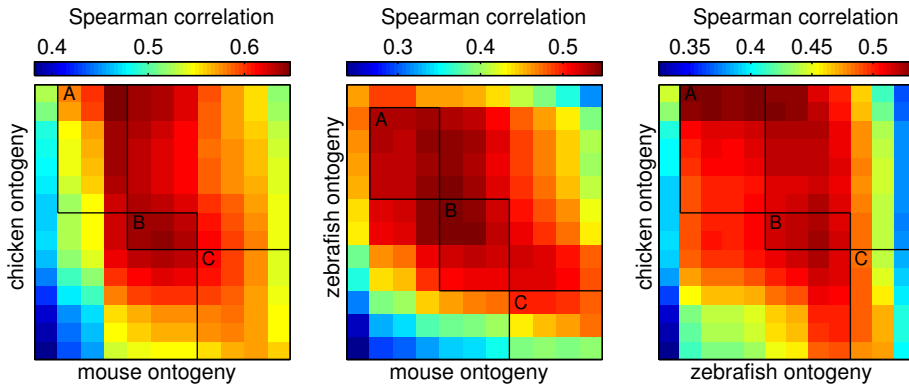 Spearman correlation Spearman correlation Spearman correlation
0.4 0.5 0.6 0.3 0.4 0.5 0.35 0.4 0.45 0.5
chicken ontogeny
A
B
C
mouse ontogeny
zebrafish ontogeny
A
B
C
mouse ontogeny
chicken ontogeny
A
B
C
zebrafish ontogeny